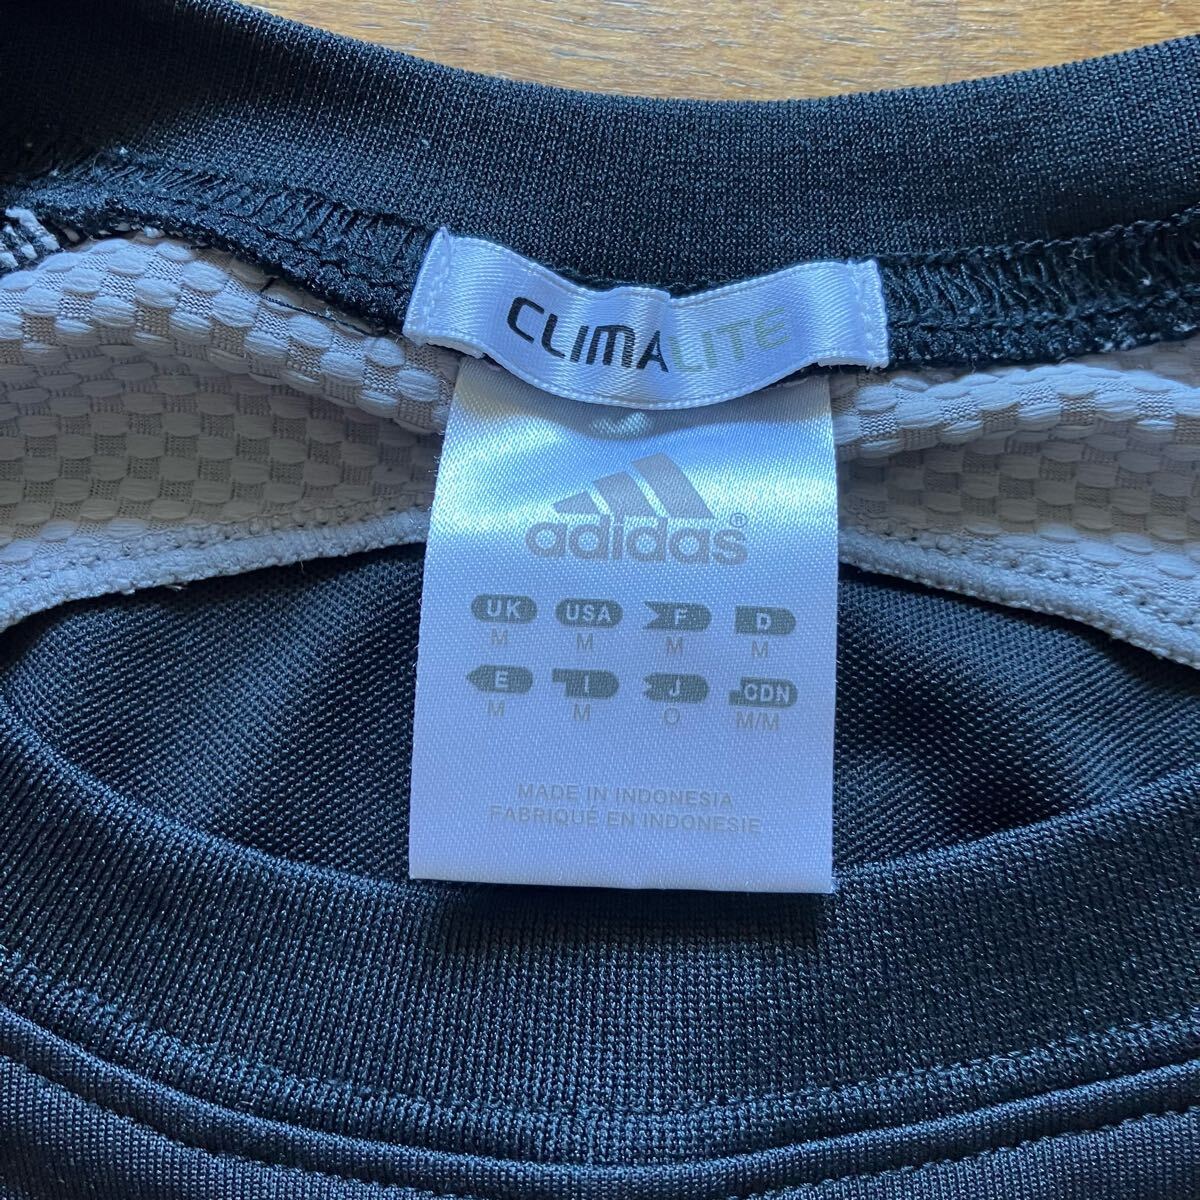 CLIMALITE
adidas®
UK USA F D
M M M M
E I J CDN
M M O M/M
MADE IN INDONESIA
FABRIQUÉ EN INDONESIE